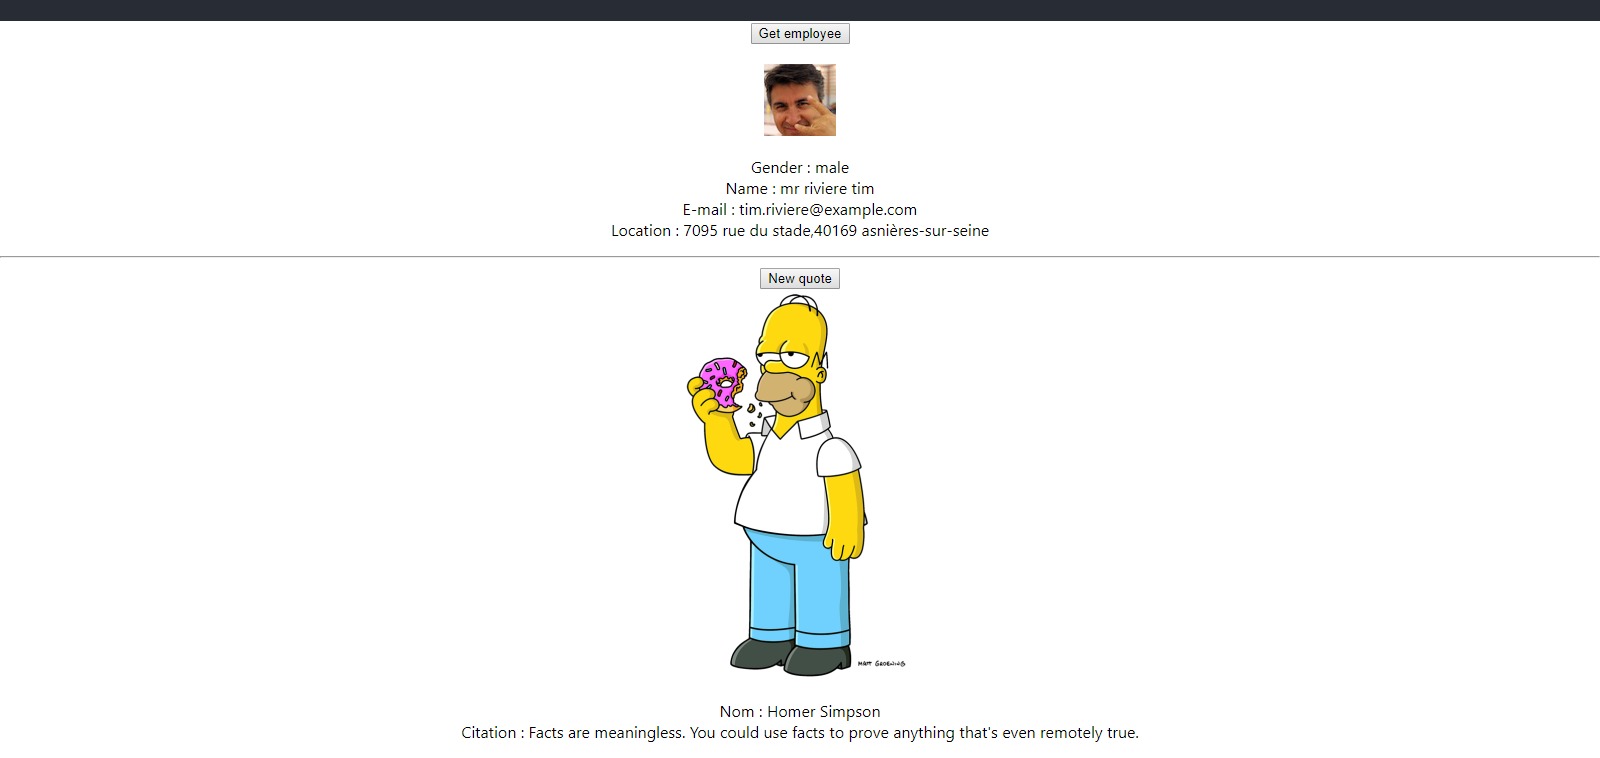 Get employee
Gender : male
Name : mr riviere tim
E-mail : tim.riviere@example.com
Location : 7095 rue du stade,40169 asnières-sur-seine
New quote
MATT GROENING
Nom : Homer Simpson
Citation : Facts are meaningless. You could use facts to prove anything that's even remotely true.